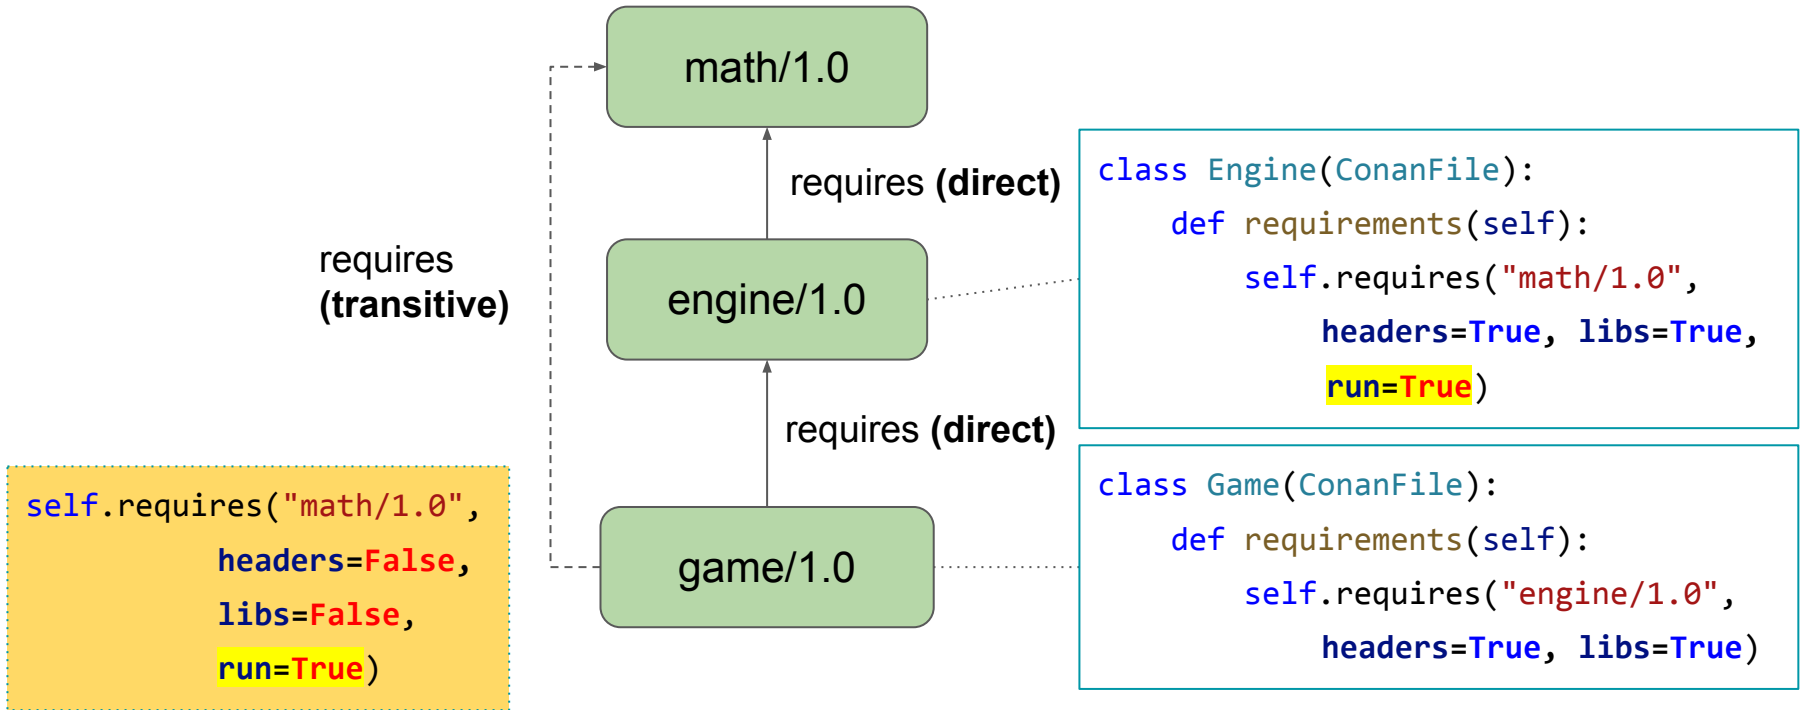 math/1.0
requires (direct)
class Engine(ConanFile):
    def requirements(self):
        self.requires("math/1.0",
            headers=True, libs=True,
            run=True)
requires
(transitive)
engine/1.0
requires (direct)
self.requires("math/1.0",
        headers=False,
        libs=False,
        run=True)
game/1.0
class Game(ConanFile):
    def requirements(self):
        self.requires("engine/1.0",
            headers=True, libs=True)